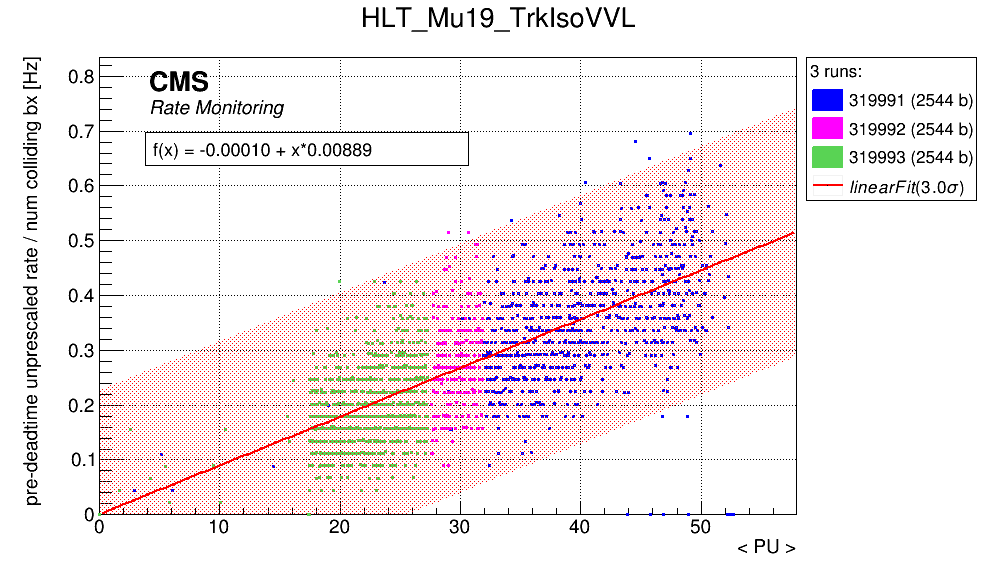 HLT_Mu19_TrkIsoVVL
pre-deadtime unprescaled rate / num colliding bx [Hz]
CMS
Rate Monitoring
f(x) = -0.00010 + x*0.00889
0.8
0.7
0.6
0.5
0.4
0.3
0.2
0.1
0
0 10 20 30 40 50
< PU >
3 runs:
319991 (2544 b)
319992 (2544 b)
319993 (2544 b)
linearFit(3.0σ)